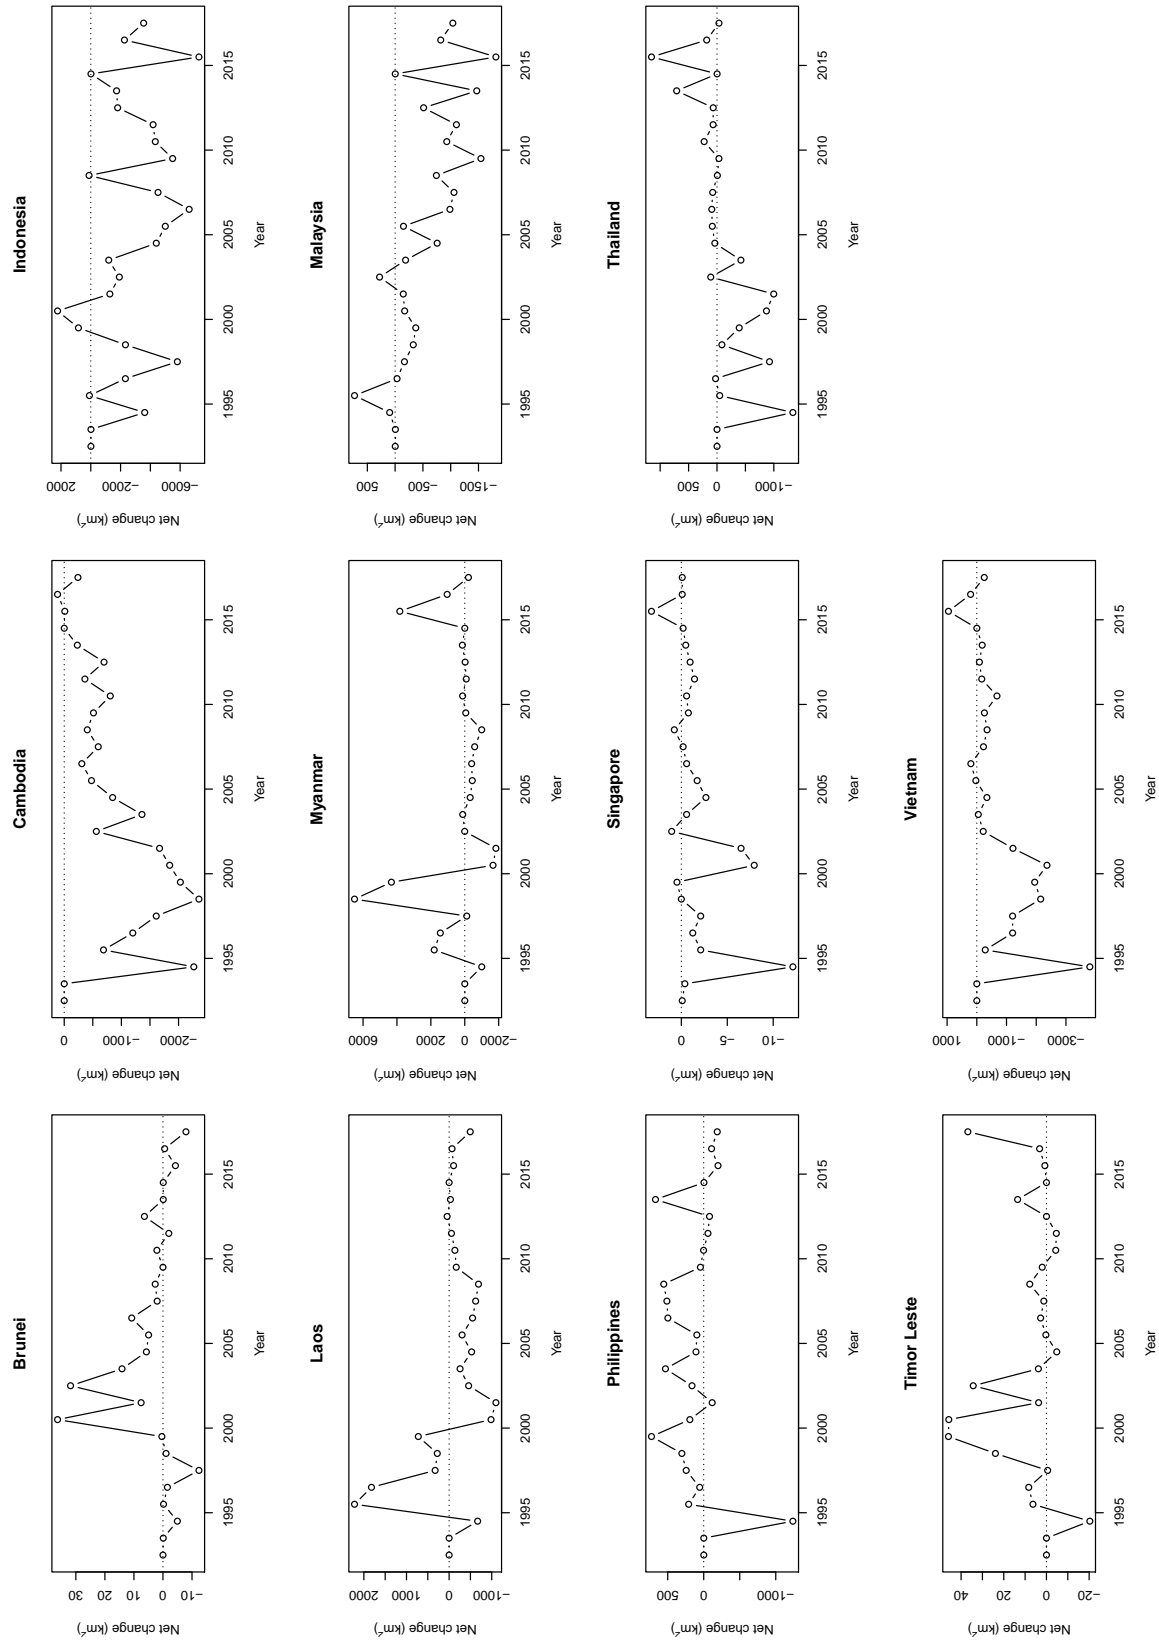 Brunei
Net change (km²)
30
20
10
0
−10
1995 2000 2005 2010 2015
Year
Cambodia
Net change (km²)
0
−1000
−2000
1995 2000 2005 2010 2015
Year
Indonesia
Net change (km²)
2000
−2000
−6000
1995 2000 2005 2010 2015
Year
Laos
Net change (km²)
2000
1000
0
−1000
1995 2000 2005 2010 2015
Year
Myanmar
Net change (km²)
6000
2000
0
−2000
1995 2000 2005 2010 2015
Year
Malaysia
Net change (km²)
500
−500
−1500
1995 2000 2005 2010 2015
Year
Philippines
Net change (km²)
500
0
−1000
1995 2000 2005 2010 2015
Year
Singapore
Net change (km²)
0
−5
−10
1995 2000 2005 2010 2015
Year
Thailand
Net change (km²)
500
0
−1000
1995 2000 2005 2010 2015
Year
Timor Leste
Net change (km²)
40
20
0
−20
1995 2000 2005 2010 2015
Year
Vietnam
Net change (km²)
1000
−1000
−3000
1995 2000 2005 2010 2015
Year